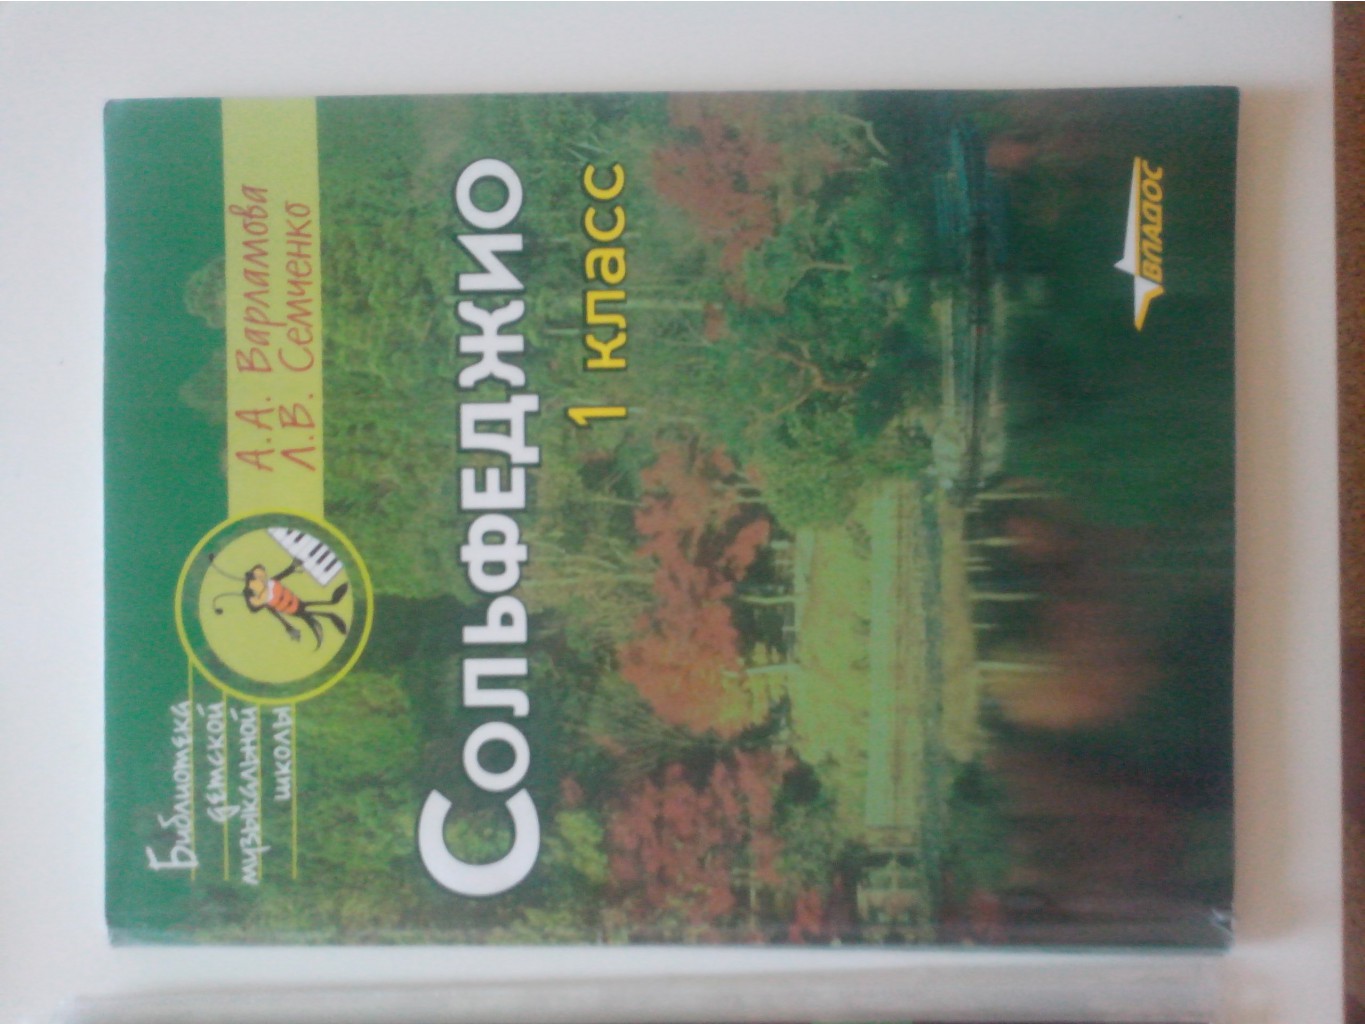 Библиотека
детской
музыкальной
школы
А.А. Варламова
Л.В. Семченко
Сольфеджио
1 класс
ВЛАДОС